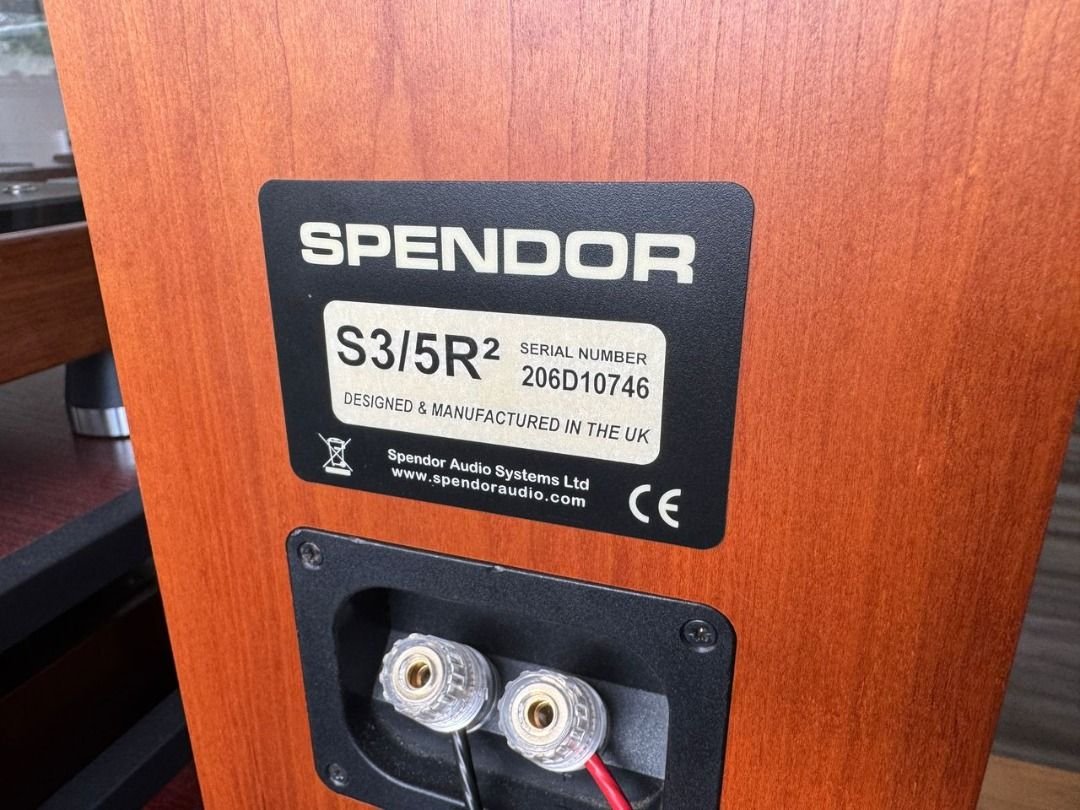 SPENDOR
S3/5R²
SERIAL NUMBER
206D10746
DESIGNED & MANUFACTURED IN THE UK
Spendor Audio Systems Ltd
www.spendoraudio.com
CE